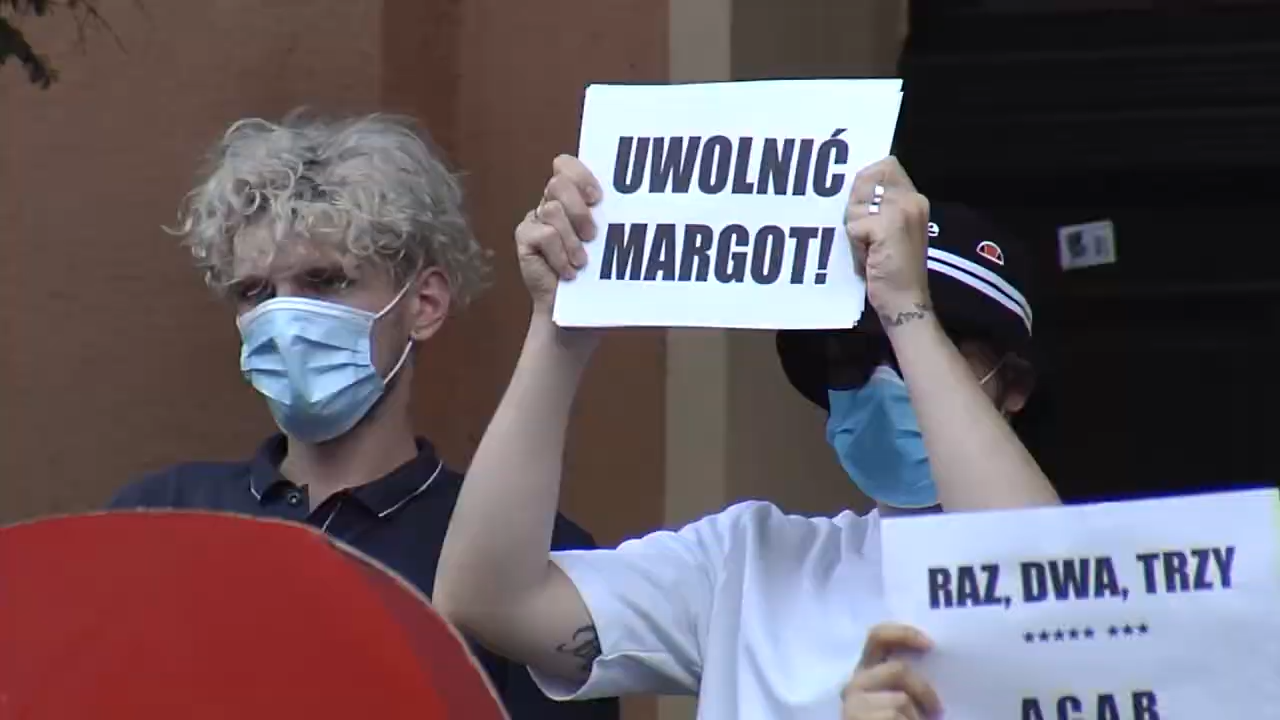 UWOLNIĆ
MARGOT!
e
RAZ, DWA, TRZY
***** ***
A C A B